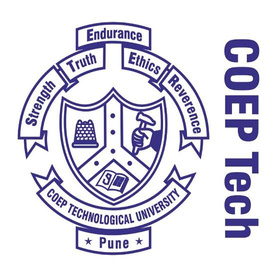 Endurance
Strength Truth Ethics Reverence
COEP TECHNOLOGICAL UNIVERSITY
★ Pune ★
COEP Tech